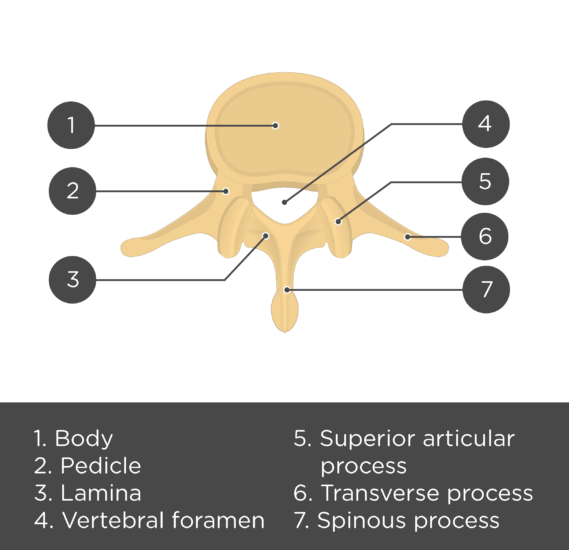 1
2
3
4
5
6
7
1. Body
2. Pedicle
3. Lamina
4. Vertebral foramen
5. Superior articular
process
6. Transverse process
7. Spinous process